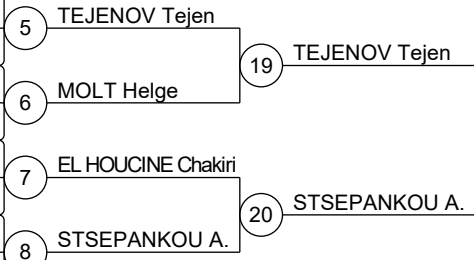 5 TEJENOV Tejen
19 TEJENOV Tejen
6 MOLT Helge
7 EL HOUCINE Chakiri
20 STSEPANKOU A.
8 STSEPANKOU A.